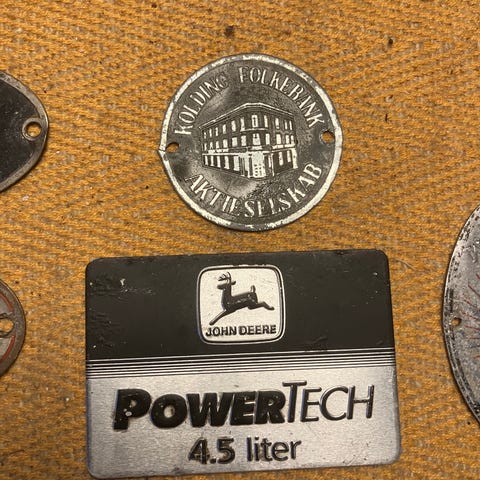 KOLDING FOLKEBANK
AKTIESELSKAB
JOHN DEERE
POWERTECH
4.5 liter